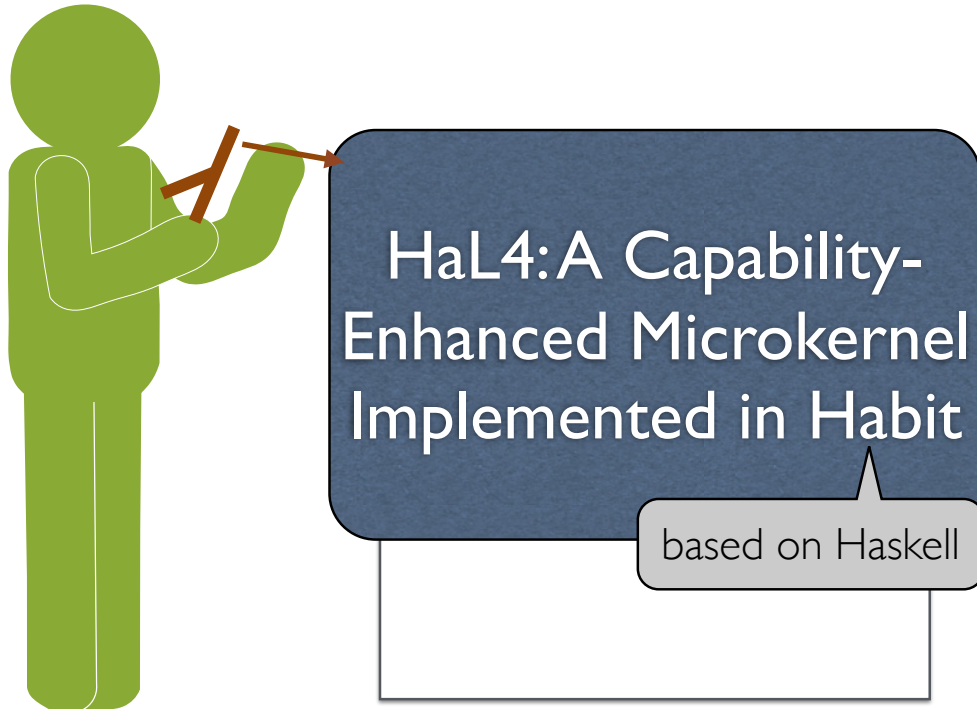 HaL4: A Capability-
Enhanced Microkernel
Implemented in Habit
based on Haskell